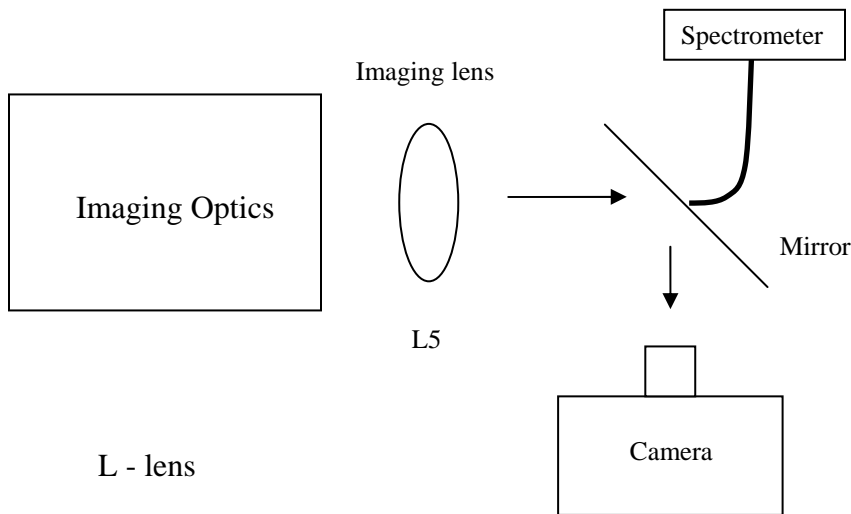 Spectrometer
Imaging lens
Imaging Optics
Mirror
L5
Camera
L - lens